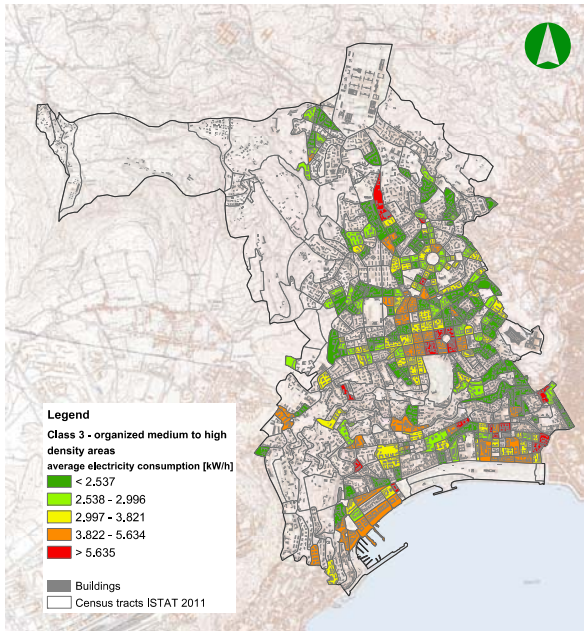 Legend
Class 3 - organized medium to high
density areas
average electricity consumption [kW/h]
< 2.537
2.538 - 2.996
2,997 - 3.821
3.822 - 5.634
> 5.635
Buildings
Census tracts ISTAT 2011